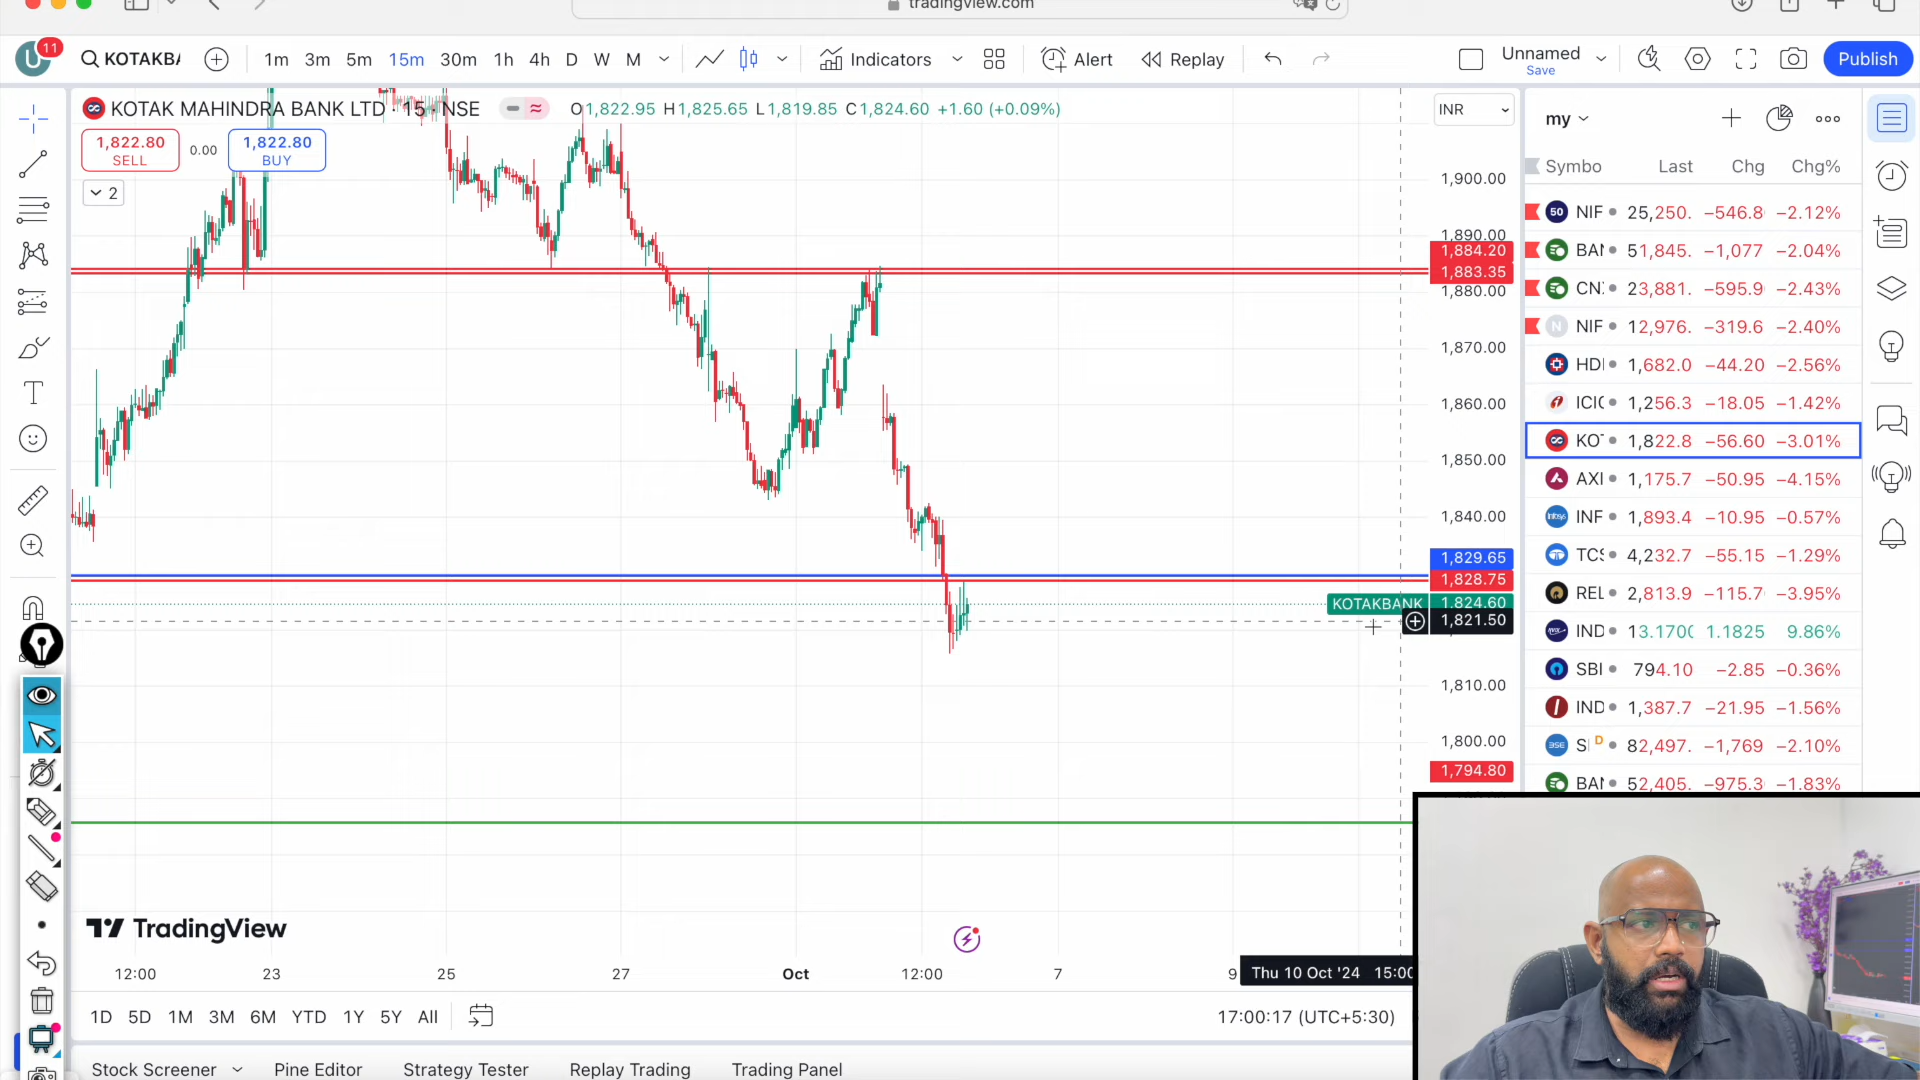 tradingview.com
U 11 KOTAKBA 1m 3m 5m 15m 30m 1h 4h D W M Indicators Alert Replay Unnamed Save Publish
KOTAK MAHINDRA BANK LTD · 15 · NSE O1,822.95 H1,825.65 L1,819.85 C1,824.60 +1.60 (+0.09%)
1,822.80 SELL 0.00 1,822.80 BUY
2
INR
1,900.00
1,890.00
1,884.20
1,883.35
1,880.00
1,870.00
1,860.00
1,850.00
1,840.00
1,829.65
1,828.75
KOTAKBANK 1,824.60
1,821.50
1,810.00
1,800.00
1,794.80
my
Symbo Last Chg Chg%
50 NIF 25,250. −546.8 −2.12%
BAN 51,845. −1,077 −2.04%
CNX 23,881. −595.9 −2.43%
N NIF 12,976. −319.6 −2.40%
HDI 1,682.0 −44.20 −2.56%
ICIC 1,256.3 −18.05 −1.42%
KOT 1,822.8 −56.60 −3.01%
AXI 1,175.7 −50.95 −4.15%
INF 1,893.4 −10.95 −0.57%
TCS 4,232.7 −55.15 −1.29%
REL 2,813.9 −115.7 −3.95%
IND 13.170 1.1825 9.86%
SBI 794.10 −2.85 −0.36%
IND 1,387.7 −21.95 −1.56%
BSE S D 82,497. −1,769 −2.10%
BAN 52,405. −975.3 −1.83%
TradingView
12:00 23 25 27 Oct 12:00 7 9 Thu 10 Oct '24 15:00
1D 5D 1M 3M 6M YTD 1Y 5Y All 17:00:17 (UTC+5:30)
Stock Screener Pine Editor Strategy Tester Replay Trading Trading Panel